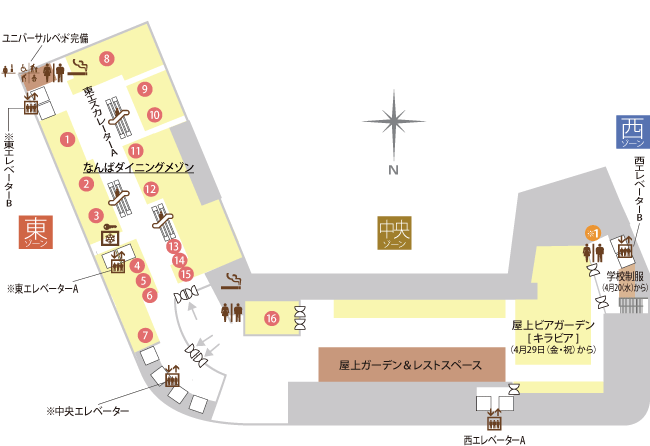 ユニバーサルベッド完備
8
9
10
東エスカレーターA
※東エレベーターB
1
11
なんばダイニングメゾン
2
12
3
東
ゾーン
13
14
15
4
5
6
※東エレベーターA
7
16
※中央エレベーター
N
中央
ゾーン
西
ゾーン
西エレベーターB
※1
学校制服
(4月20(水)から)
屋上ビアガーデン
[キラビア]
(4月29日(金・祝)から)
屋上ガーデン&レストスペース
西エレベーターA